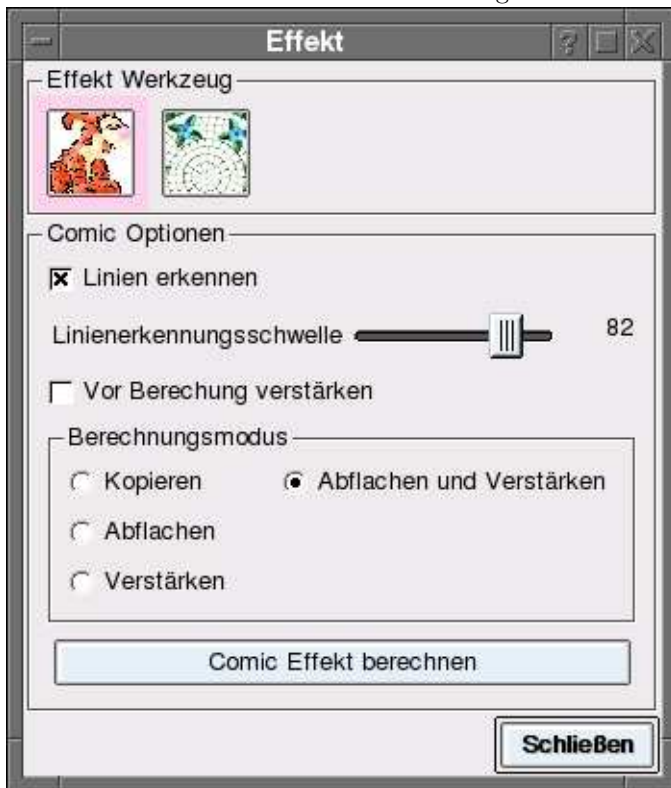 Effekt
Effekt Werkzeug
Comic Optionen
Linien erkennen
Linienerkennungsschwelle 82
Vor Berechung verstärken
Berechnungsmodus
Kopieren Abflachen und Verstärken
Abflachen
Verstärken
Comic Effekt berechnen
Schließen